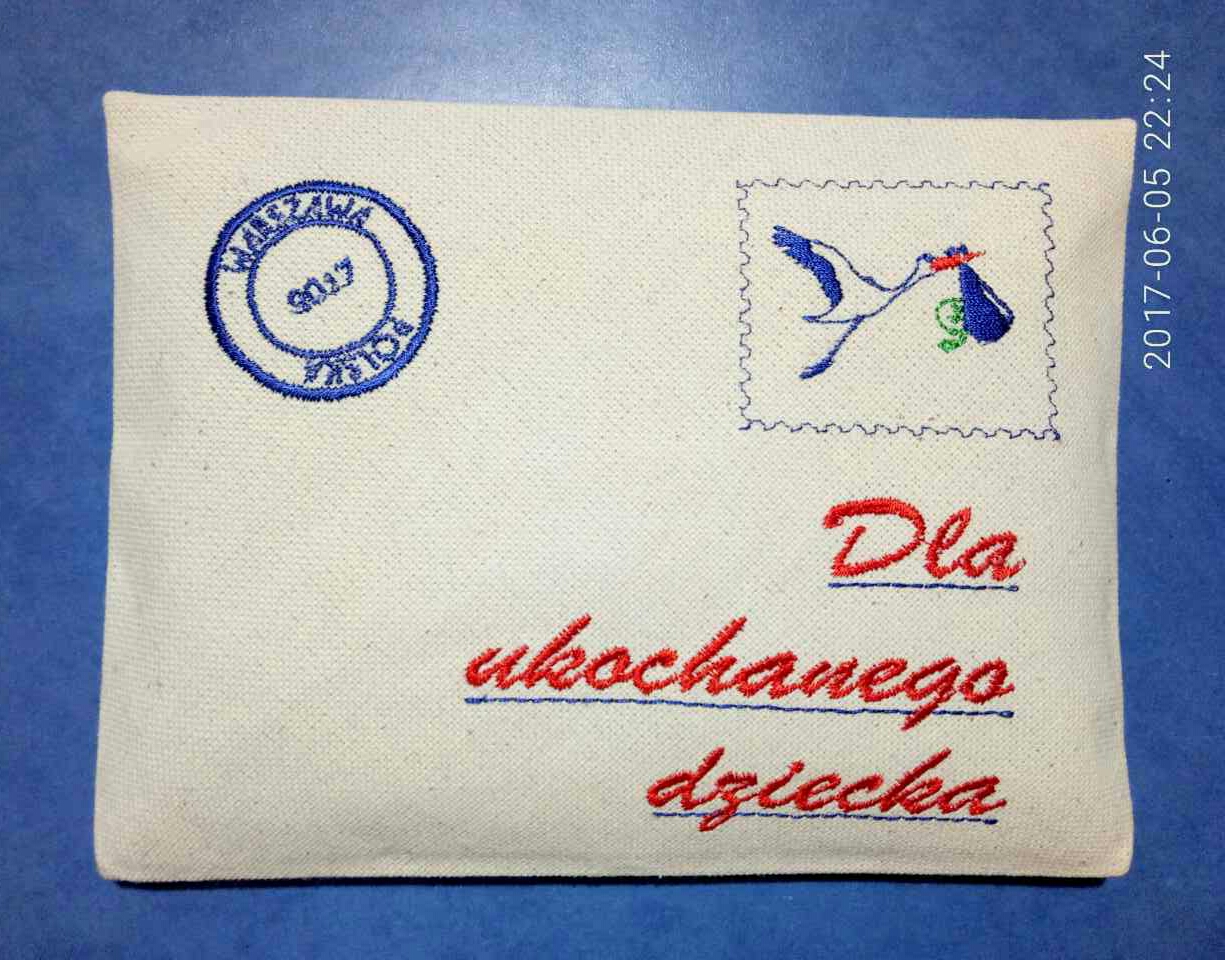 WARSZAWA
2017
POLSKA
Dla
ukochanego
dziecka
2017-06-05 22:24